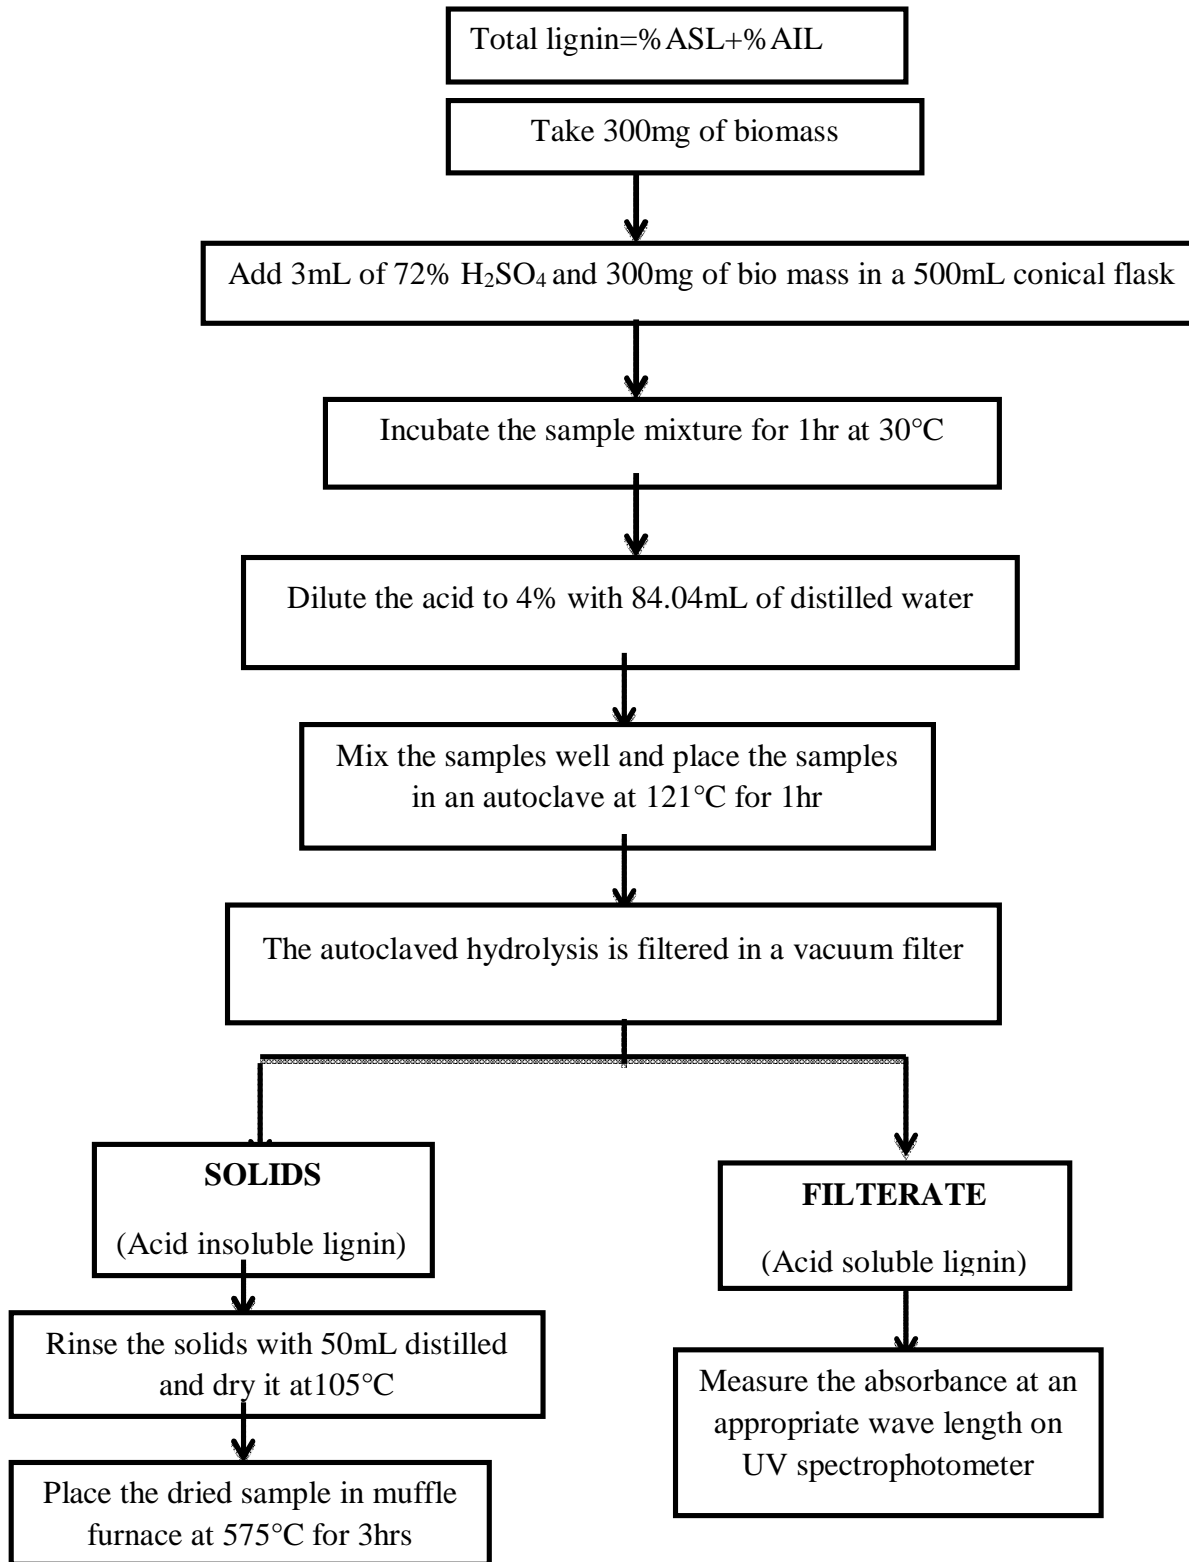 Total lignin=%ASL+%AIL
Take 300mg of biomass
Add 3mL of 72% H₂SO₄ and 300mg of bio mass in a 500mL conical flask
Incubate the sample mixture for 1hr at 30°C
Dilute the acid to 4% with 84.04mL of distilled water
Mix the samples well and place the samples
in an autoclave at 121°C for 1hr
The autoclaved hydrolysis is filtered in a vacuum filter
SOLIDS
(Acid insoluble lignin)
Rinse the solids with 50mL distilled
and dry it at105°C
Place the dried sample in muffle
furnace at 575°C for 3hrs
FILTERATE
(Acid soluble lignin)
Measure the absorbance at an
appropriate wave length on
UV spectrophotometer